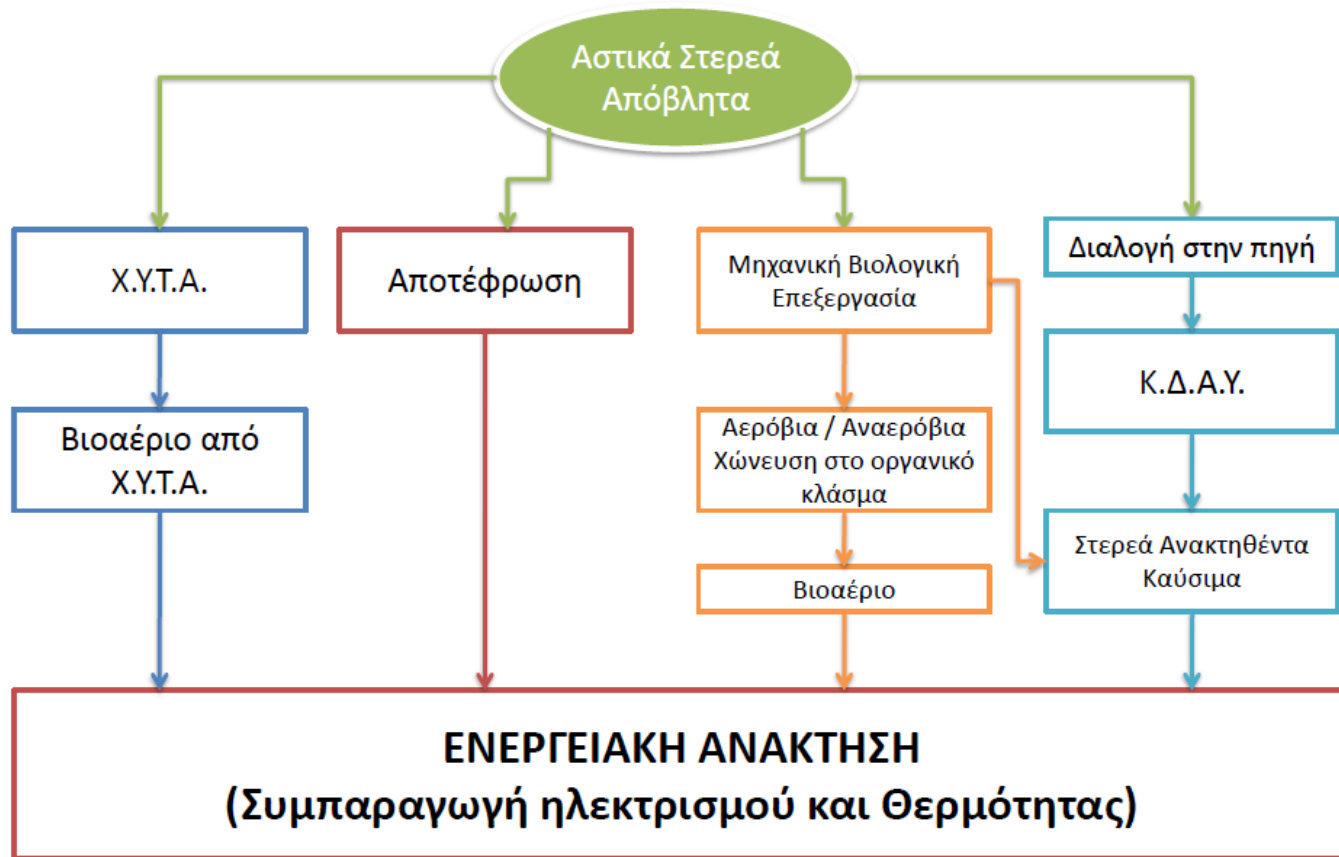 Αστικά Στερεά
Απόβλητα
Χ.Υ.Τ.Α.
Αποτέφρωση
Μηχανική Βιολογική
Επεξεργασία
Διαλογή στην πηγή
Κ.Δ.Α.Υ.
Βιοαέριο από
Χ.Υ.Τ.Α.
Αερόβια / Αναερόβια
Χώνευση στο οργανικό
κλάσμα
Στερεά Ανακτηθέντα
Καύσιμα
Βιοαέριο
ΕΝΕΡΓΕΙΑΚΗ ΑΝΑΚΤΗΣΗ
(Συμπαραγωγή ηλεκτρισμού και Θερμότητας)